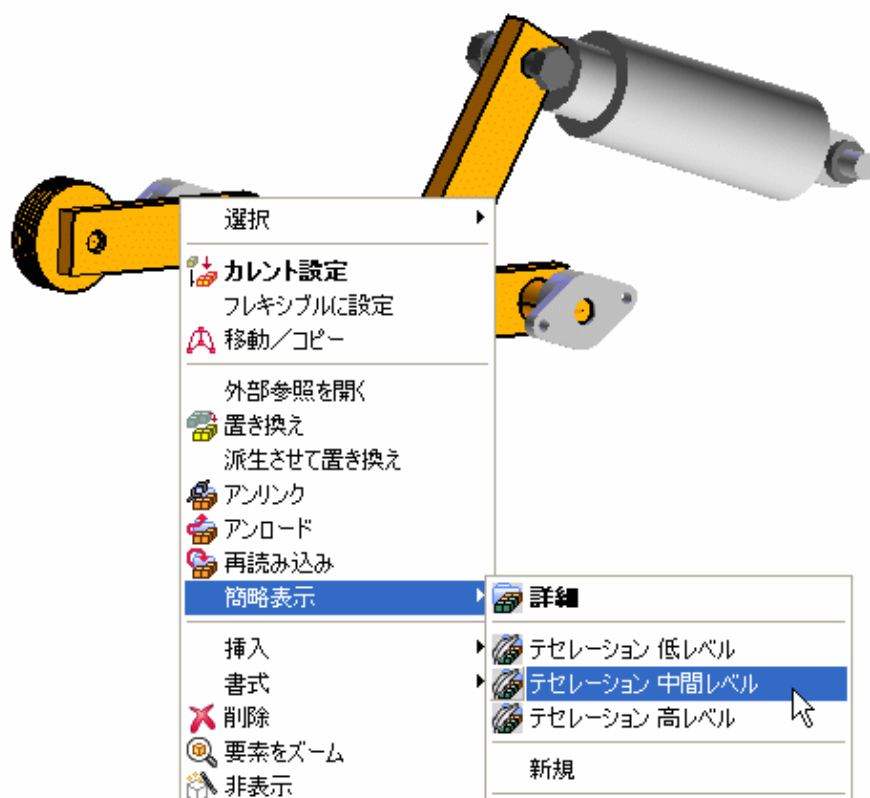 選択
カレント設定
フレキシブルに設定
移動／コピー
外部参照を開く
置き換え
派生させて置き換え
アンリンク
アンロード
再読み込み
簡略表示
詳細
挿入
テセレーション 低レベル
書式
テセレーション 中間レベル
削除
テセレーション 高レベル
要素をズーム
新規
非表示